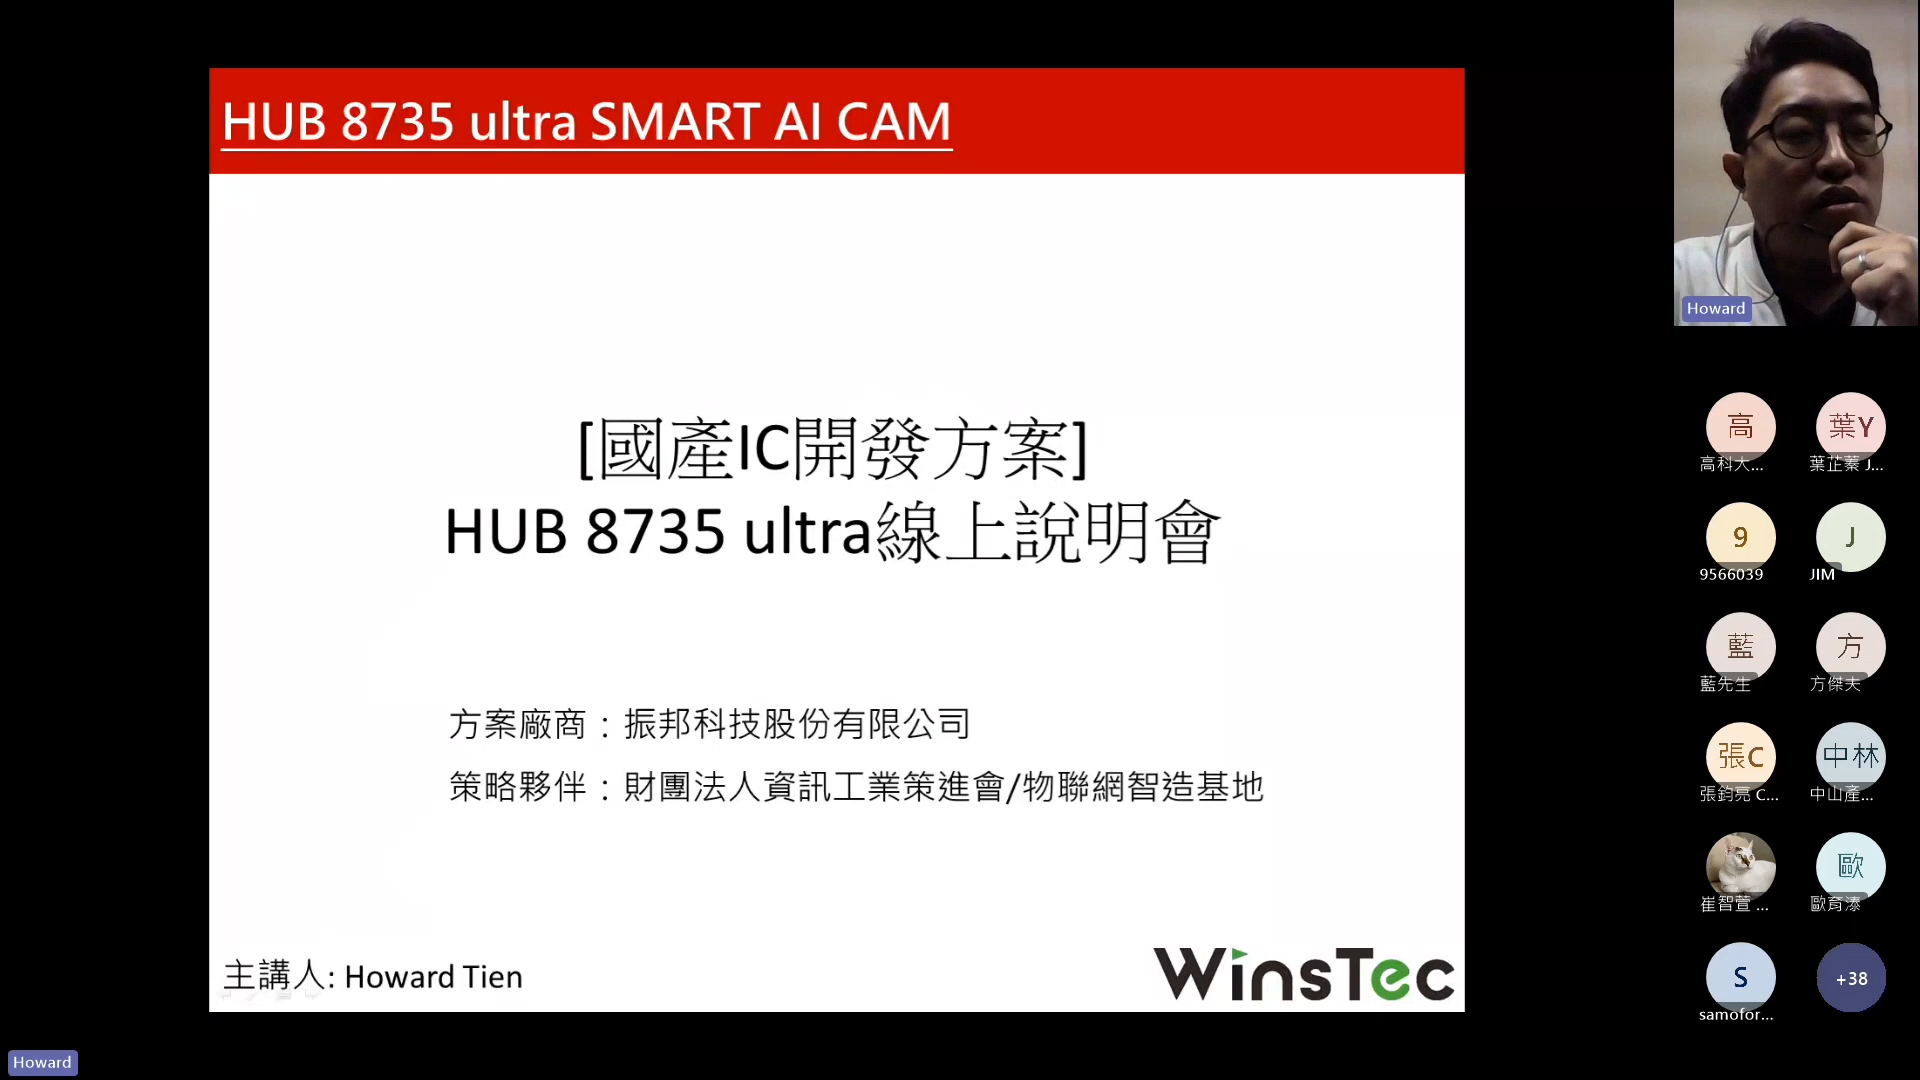 HUB 8735 ultra SMART AI CAM
[國產IC開發方案]
HUB 8735 ultra線上說明會
方案廠商：振邦科技股份有限公司
策略夥伴：財團法人資訊工業策進會/物聯網智造基地
主講人: Howard Tien
WinsTec
Howard
高
葉Y
高科大...
葉芷蓁 J...
9
J
9566039
JIM
藍
方
藍先生
方傑夫
張C
中林
張鈞亮 C...
中山產...
歐
崔智萱 ...
歐育溙
S
+38
samofor...
Howard